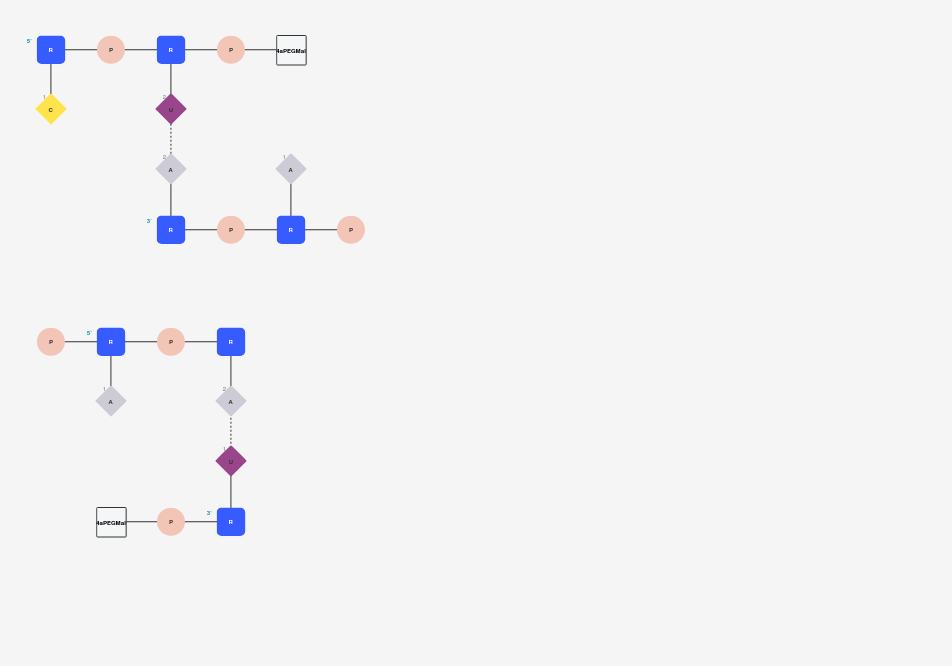 5'
R P R P 4aPEGMal
1 2
C U
2 1
A A
3'
R P R P
5'
P R P R
1 2
A A
1
U
3'
4aPEGMal P R